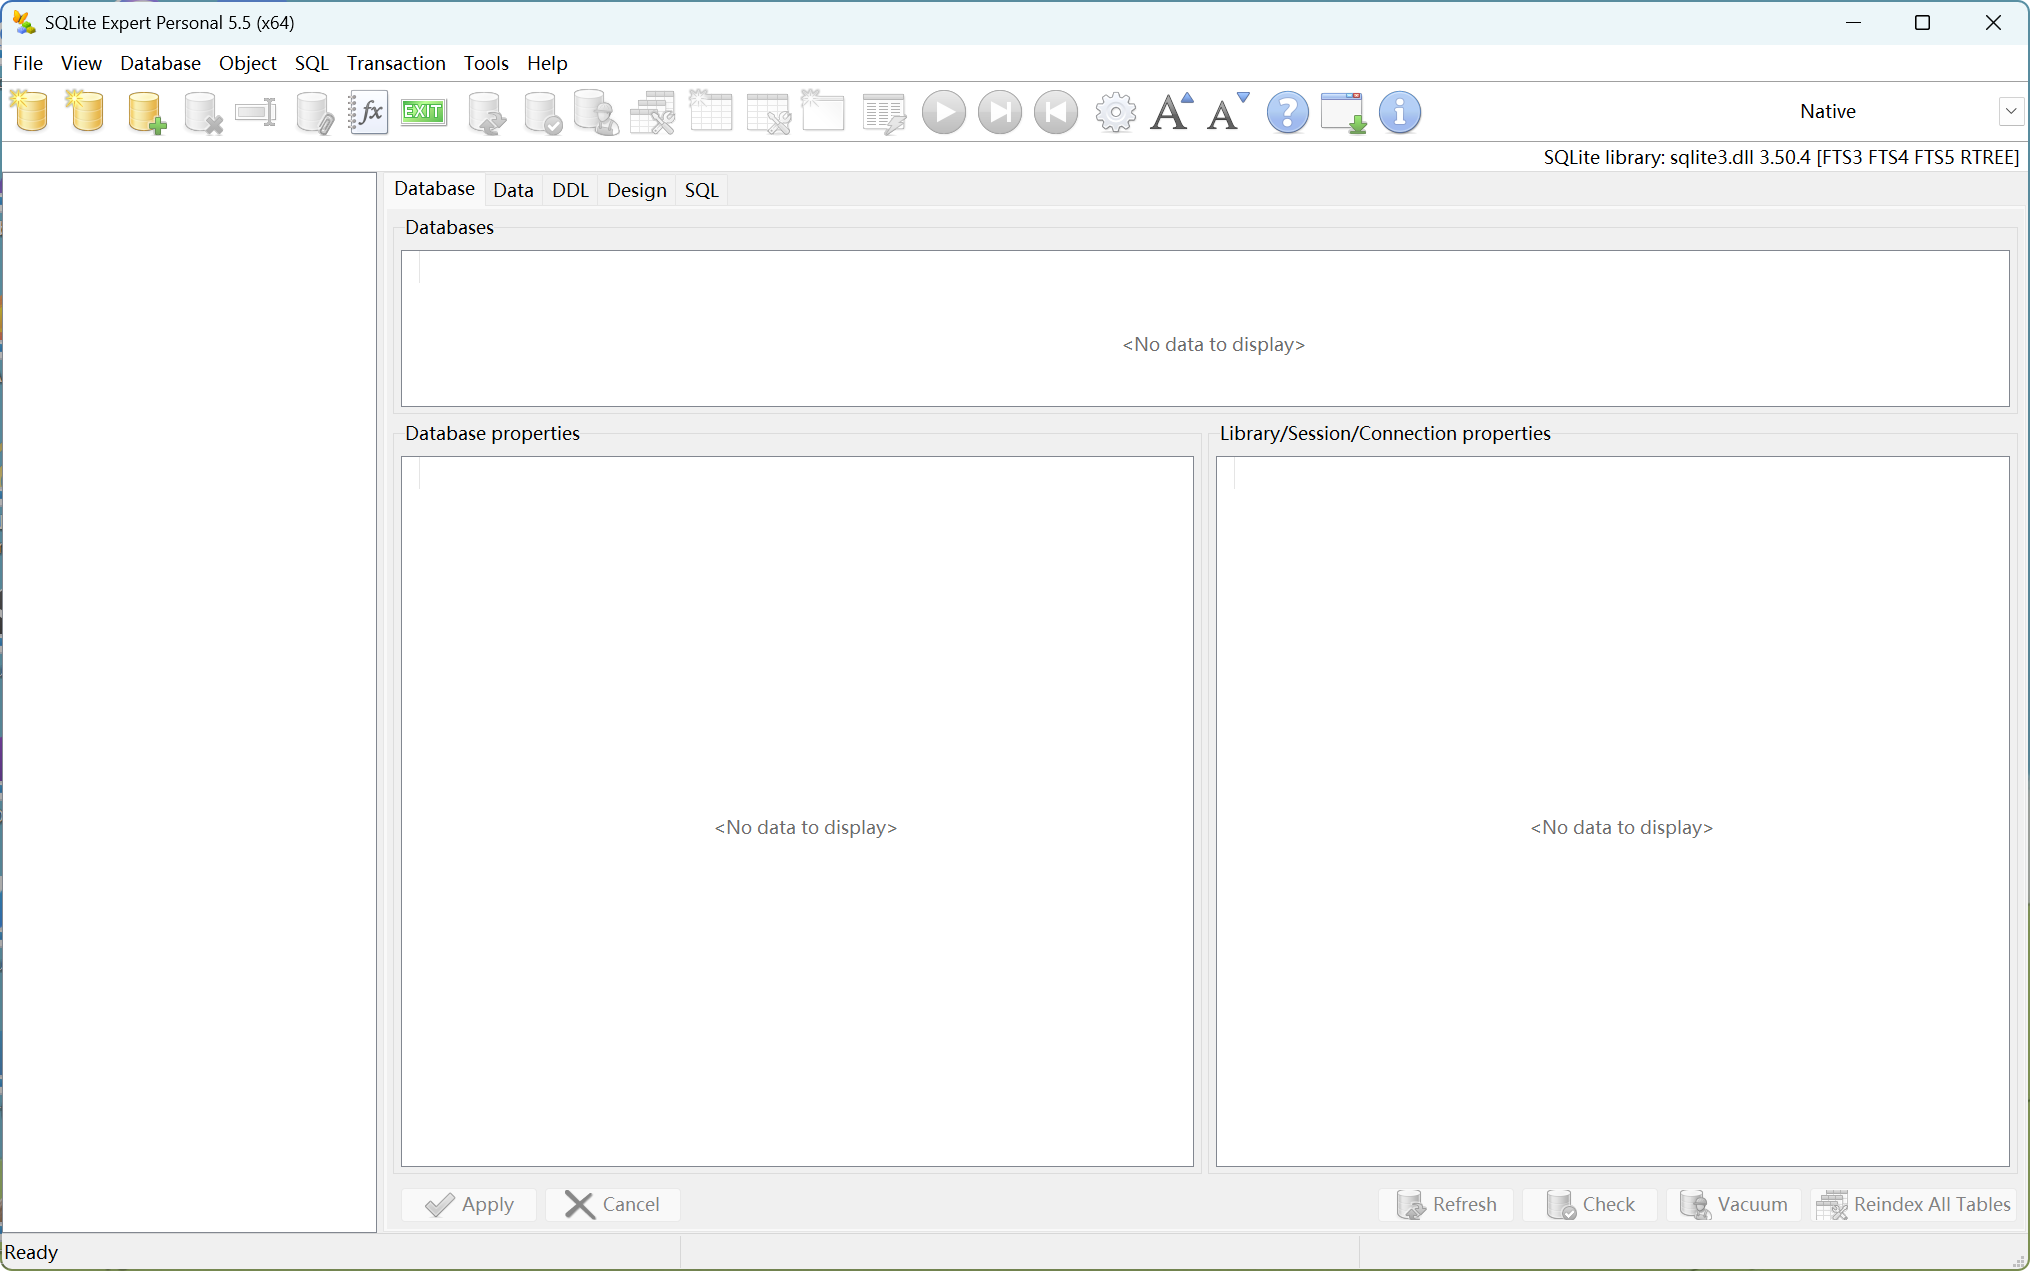 SQLite Expert Personal 5.5 (x64)
File View Database Object SQL Transaction Tools Help
fx EXIT A A ? i Native
SQLite library: sqlite3.dll 3.50.4 [FTS3 FTS4 FTS5 RTREE]
Database Data DDL Design SQL
Databases
<No data to display>
Database properties
Library/Session/Connection properties
<No data to display>
<No data to display>
Apply Cancel Refresh Check Vacuum Reindex All Tables
Ready